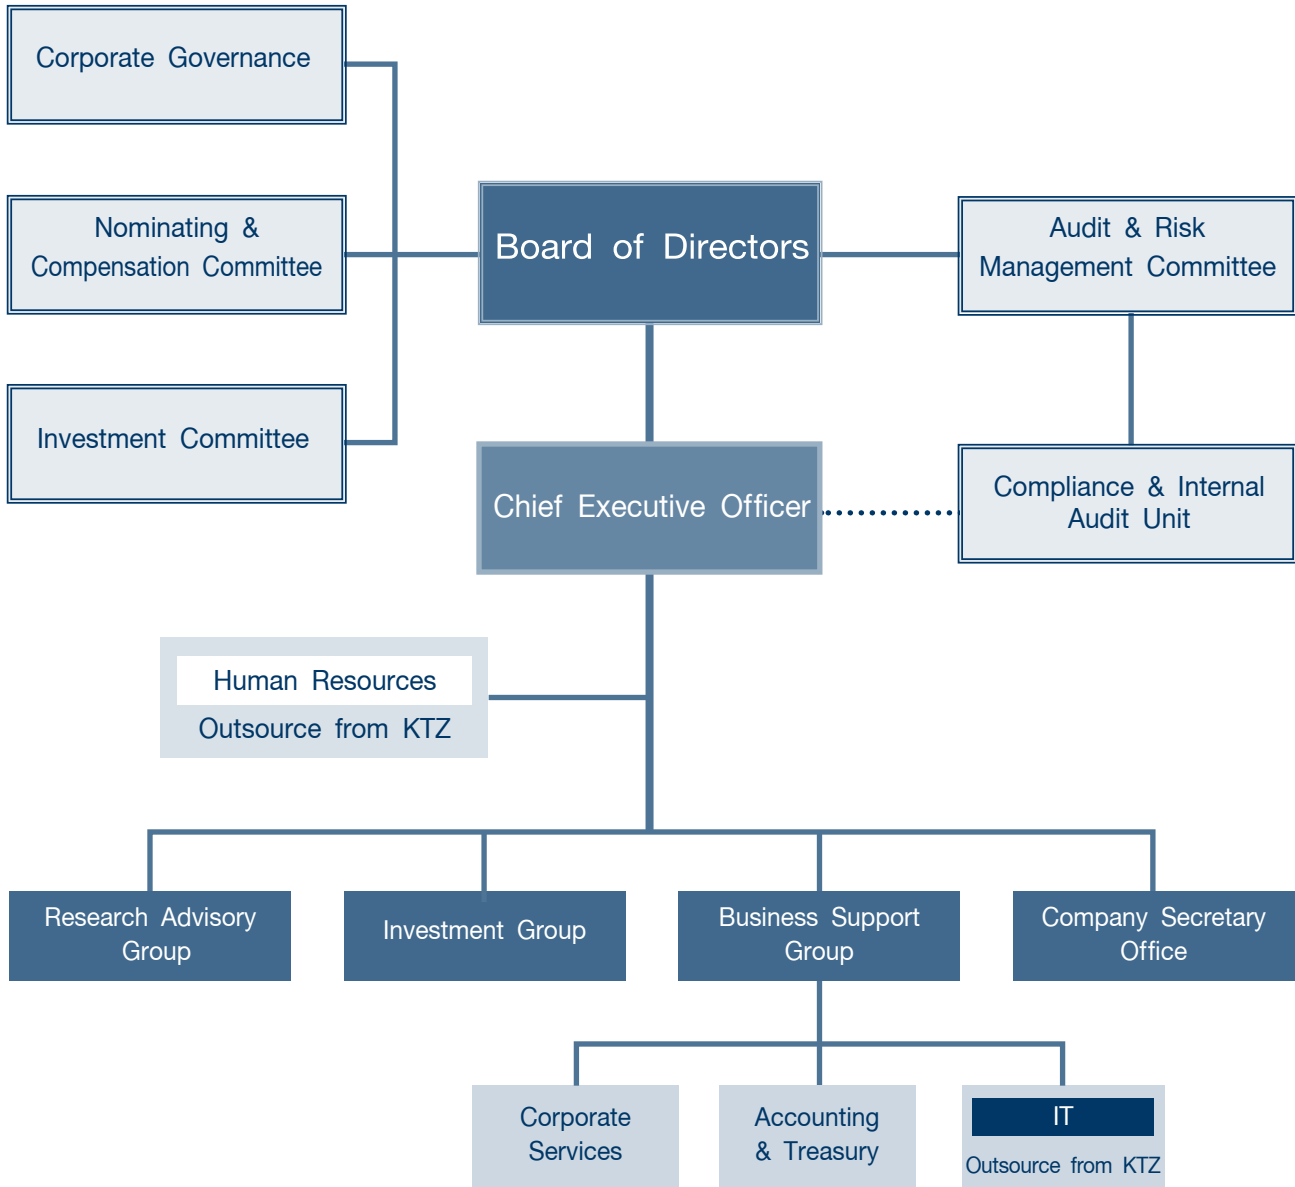 Corporate Governance
Nominating &
Compensation Committee
Board of Directors
Audit & Risk
Management Committee
Investment Committee
Chief Executive Officer
Compliance & Internal
Audit Unit
Human Resources
Outsource from KTZ
Research Advisory
Group
Investment Group
Business Support
Group
Company Secretary
Office
Corporate
Services
Accounting
& Treasury
IT
Outsource from KTZ